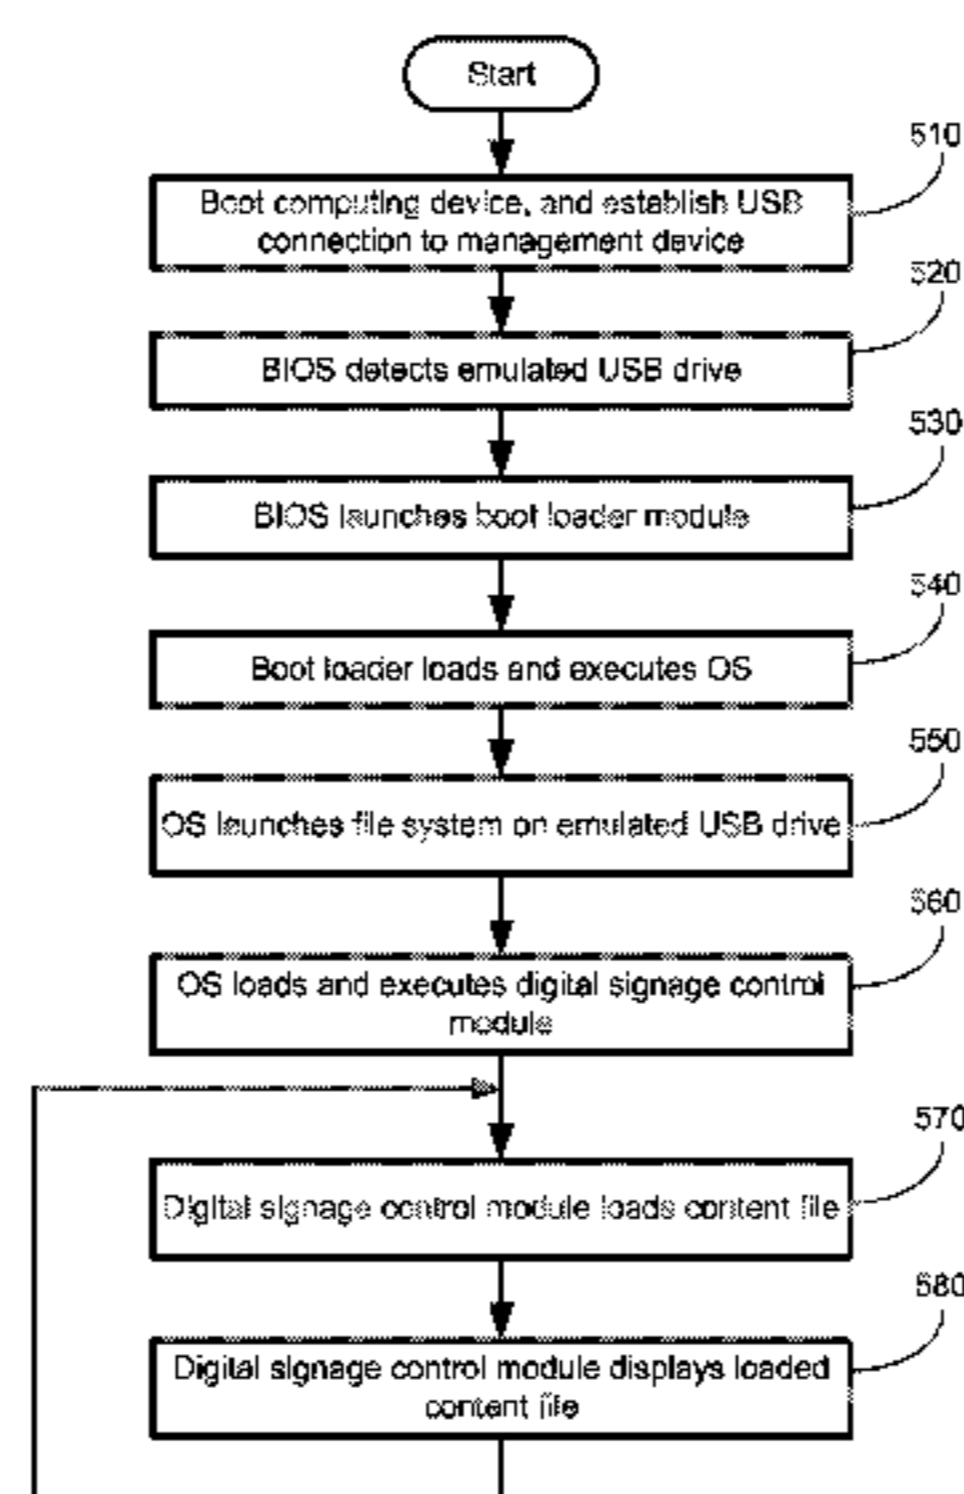 Start
510
Boot computing device, and establish USB
connection to management device
520
BIOS detects emulated USB drive
530
BIOS launches boot loader module
540
Boot loader loads and executes OS
550
OS launches file system on emulated USB drive
560
OS loads and executes digital signage control
module
570
Digital signage control module loads content file
580
Digital signage control module displays loaded
content file